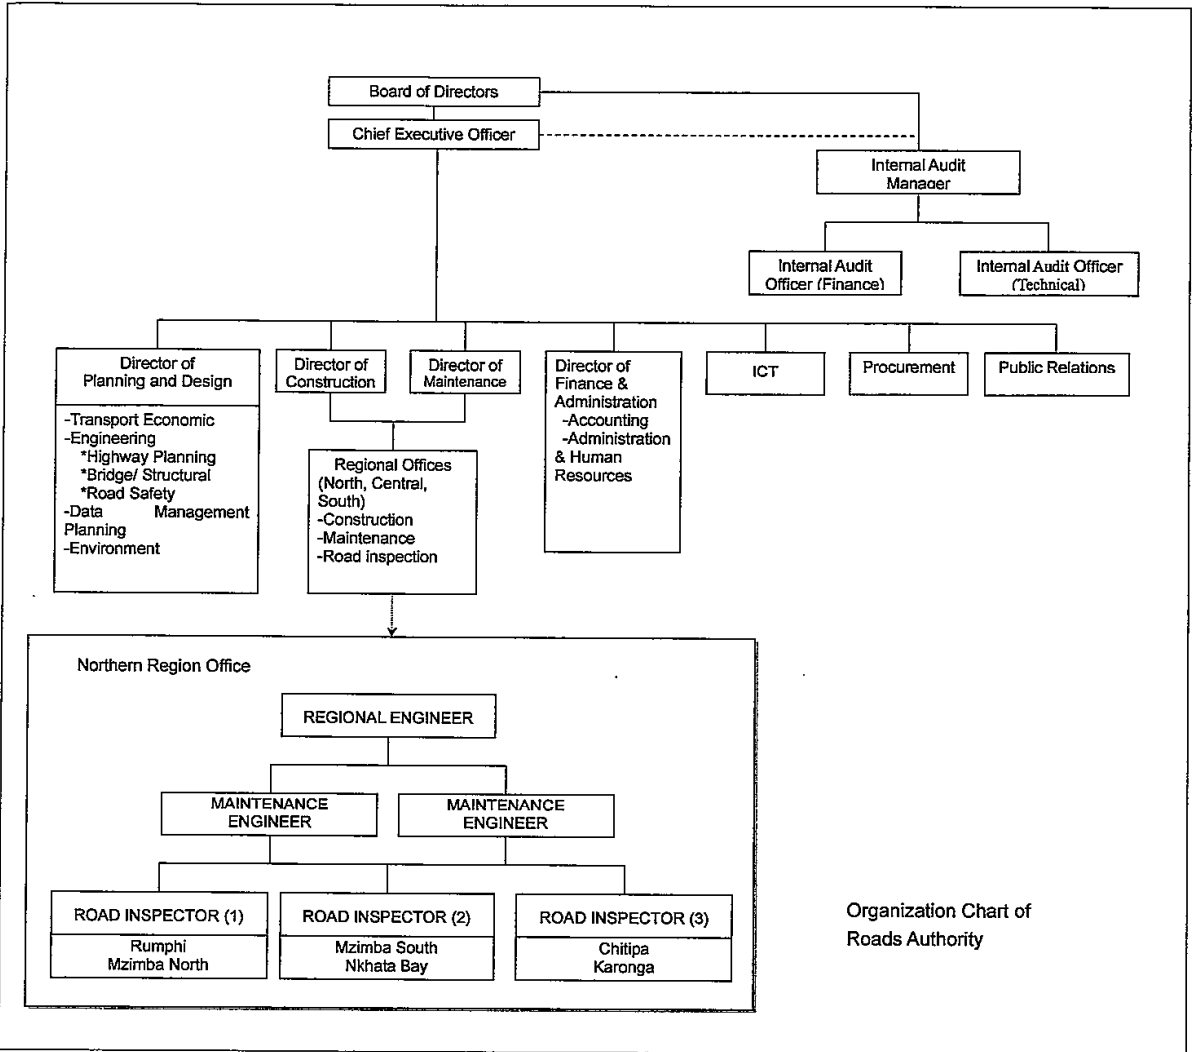 Board of Directors
Chief Executive Officer
Internal Audit
Manager
Internal Audit
Officer (Finance)
Internal Audit Officer
(Technical)
Director of
Planning and Design
-Transport Economic
-Engineering
*Highway Planning
*Bridge/ Structural
*Road Safety
-Data Management
Planning
-Environment
Director of
Construction
Director of
Maintenance
Regional Offices
(North, Central,
South)
-Construction
-Maintenance
-Road inspection
Director of
Finance &
Administration
-Accounting
-Administration
& Human
Resources
ICT
Procurement
Public Relations
Northern Region Office
REGIONAL ENGINEER
MAINTENANCE
ENGINEER
MAINTENANCE
ENGINEER
ROAD INSPECTOR (1)
Rumphi
Mzimba North
ROAD INSPECTOR (2)
Mzimba South
Nkhata Bay
ROAD INSPECTOR (3)
Chitipa
Karonga
Organization Chart of
Roads Authority